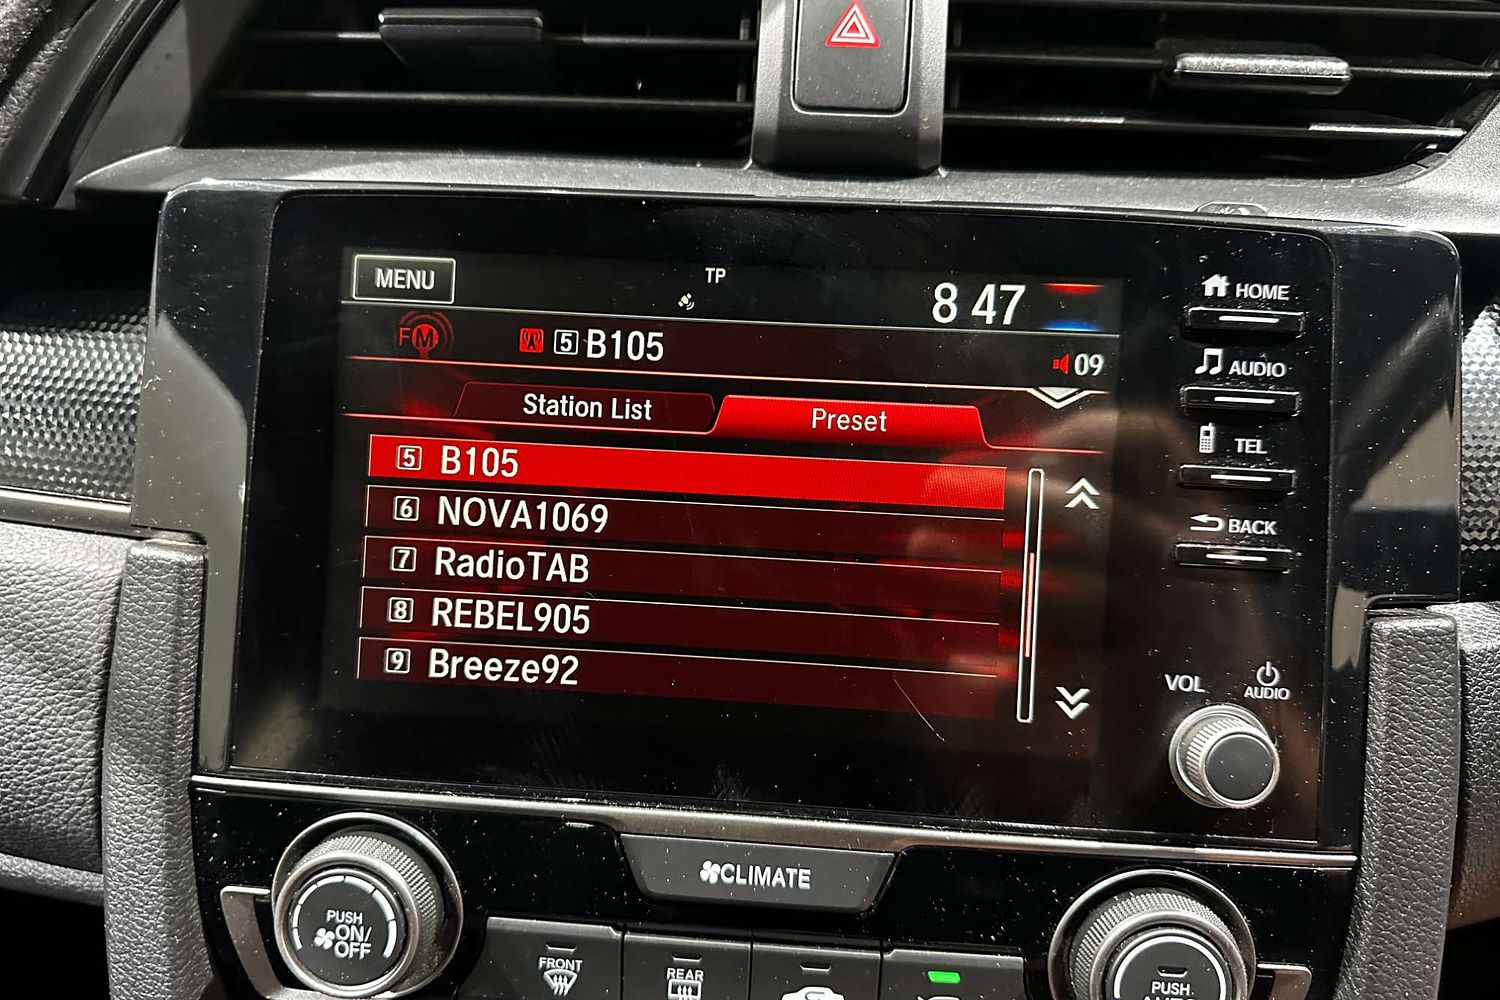 MENU
TP
8 47
FM
5 B105
09
Station List
Preset
5 B105
6 NOVA1069
7 RadioTAB
8 REBEL905
9 Breeze92
HOME
AUDIO
TEL
BACK
VOL
AUDIO
CLIMATE
PUSH
ON/
OFF
FRONT
REAR
PUSH
AUTO